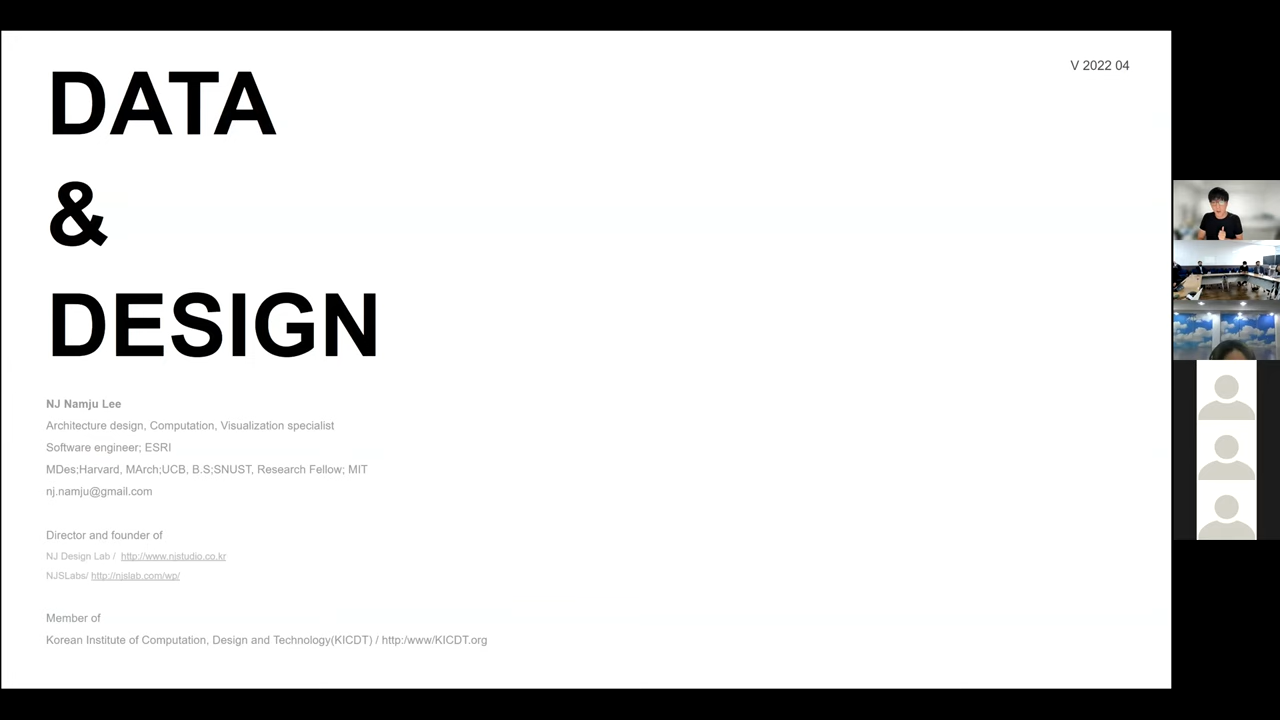 DATA
V 2022 04
&
DESIGN
NJ Namju Lee
Architecture design, Computation, Visualization specialist
Software engineer; ESRI
MDes;Harvard, MArch;UCB, B.S;SNUST, Research Fellow; MIT
nj.namju@gmail.com
Director and founder of
NJ Design Lab / http://www.njstudio.co.kr
NJSLabs/ http://njslab.com/wp/
Member of
Korean Institute of Computation, Design and Technology(KICDT) / http:/www/KICDT.org